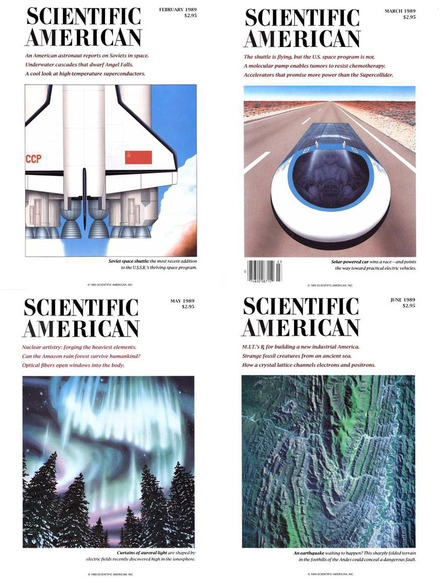 SCIENTIFIC
AMERICAN
FEBRUARY 1989
$2.95
An American astronaut reports on Soviets in space.
Underwater cascades that dwarf Angel Falls.
A cool look at high-temperature superconductors.
CCP
Soviet space shuttle: the most recent addition
to the U.S.S.R.'s thriving space program.
© 1989 SCIENTIFIC AMERICAN, INC.
SCIENTIFIC
AMERICAN
MARCH 1989
$2.95
The shuttle is flying, but the U.S. space program is not.
A molecular pump enables tumors to resist chemotherapy.
Accelerators that promise more power than the Supercollider.
Solar-powered car wins a race—and points
the way toward practical electric vehicles.
© 1989 SCIENTIFIC AMERICAN, INC.
SCIENTIFIC
AMERICAN
MAY 1989
$2.95
Nuclear artistry: forging the heaviest elements.
Can the Amazon rain forest survive humankind?
Optical fibers open windows into the body.
Curtains of auroral light are shaped by
electric fields recently discovered high in the ionosphere.
© 1989 SCIENTIFIC AMERICAN, INC.
SCIENTIFIC
AMERICAN
JUNE 1989
$2.95
M.I.T.'s ℞ for building a new industrial America.
Strange fossil creatures from an ancient sea.
How a crystal lattice channels electrons and positrons.
An earthquake waiting to happen? This sharply folded terrain
in the foothills of the Andes could conceal a dangerous fault.
© 1989 SCIENTIFIC AMERICAN, INC.